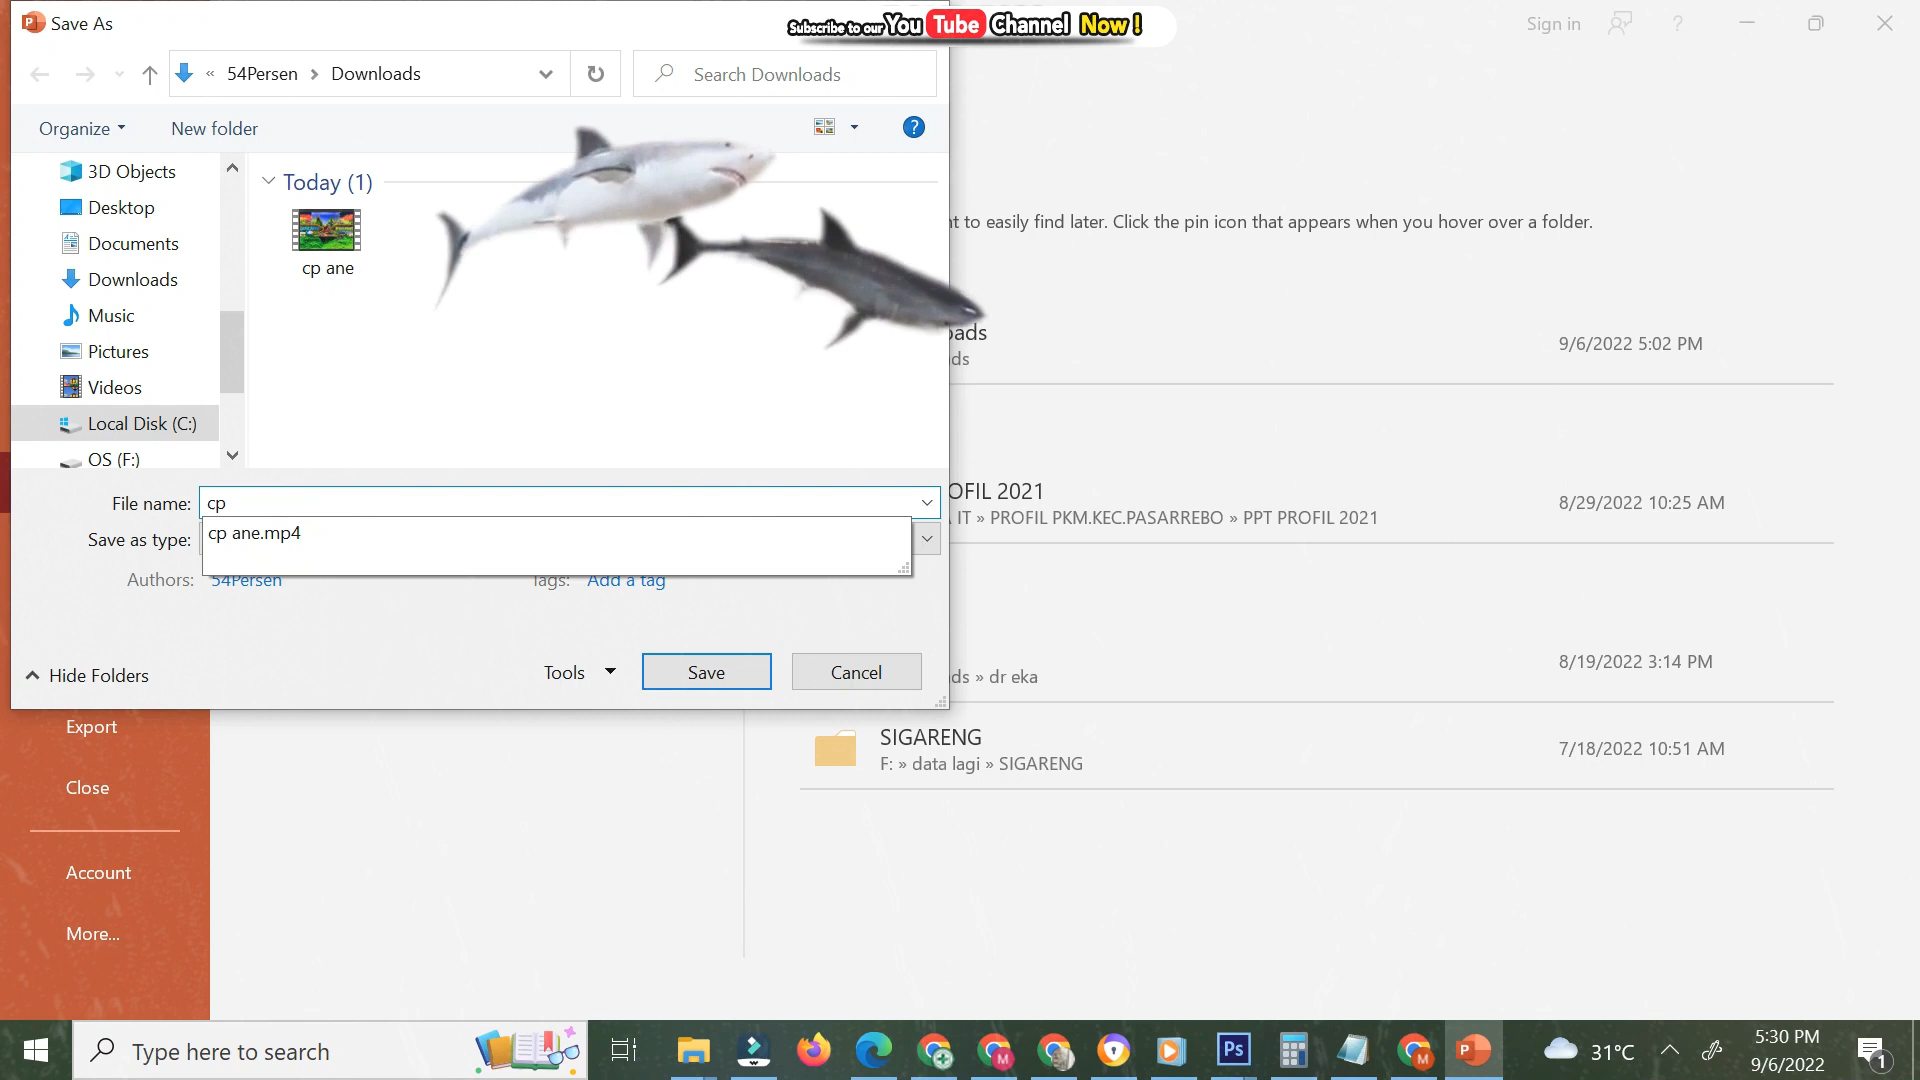 Save As
Subscribe to our You Tube Channel Now !
Sign in
?
« 54Persen > Downloads
Search Downloads
Organize
New folder
?
3D Objects
Desktop
Documents
Downloads
Music
Pictures
Videos
Local Disk (C:)
OS (F:)
Today (1)
cp ane
nt to easily find later. Click the pin icon that appears when you hover over a folder.
oads
ds
9/6/2022 5:02 PM
OFIL 2021
IT » PROFIL PKM.KEC.PASARREBO » PPT PROFIL 2021
8/29/2022 10:25 AM
ds » dr eka
8/19/2022 3:14 PM
SIGARENG
F: » data lagi » SIGARENG
7/18/2022 10:51 AM
File name: cp
cp ane.mp4
Save as type:
Authors: 54Persen
Tags: Add a tag
Hide Folders
Tools
Save
Cancel
Export
Close
Account
More...
Type here to search
Ps
M
M
P
31°C
5:30 PM
9/6/2022
1